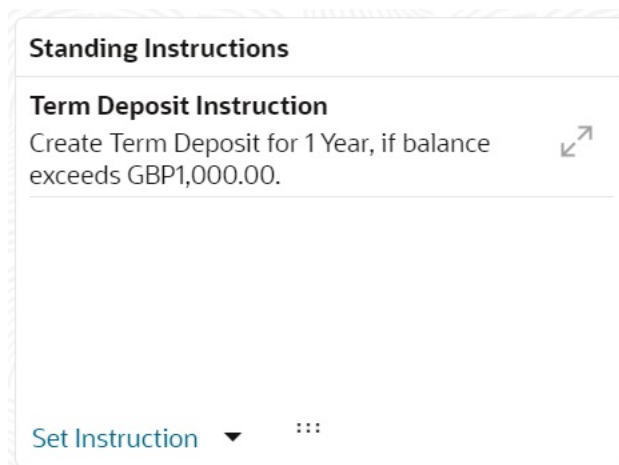 Standing Instructions
Term Deposit Instruction
Create Term Deposit for 1 Year, if balance
exceeds GBP1,000.00.
Set Instruction